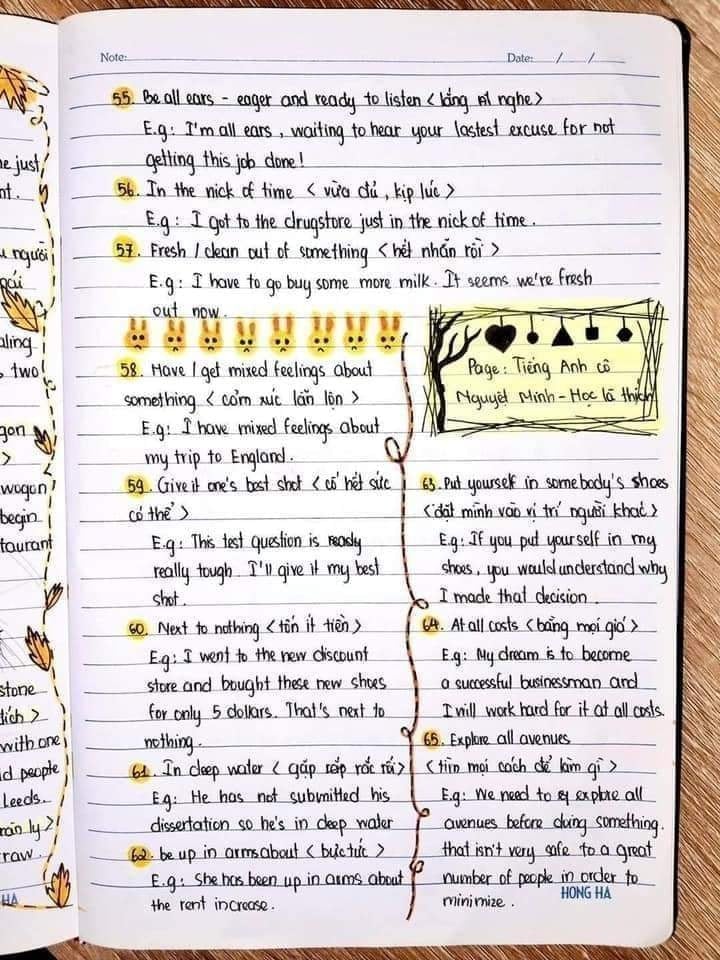 Note:
Date: / /
55. Be all ears - eager and ready to listen <lắng nghe>
E.g: I'm all ears, waiting to hear your lastest excuse for not
getting this job done!
56. In the nick of time <vừa đủ, kịp lúc>
E.g: I got to the drugstore just in the nick of time.
57. Fresh / clean out of something <hết nhẵn rồi>
E.g: I have to go buy some more milk. It seems we're fresh
out now.
Page: Tiếng Anh cô
Nguyệt Minh - Học là thích
58. Have / get mixed feelings about
something <cảm xúc lẫn lộn>
E.g: I have mixed feelings about
my trip to England.
59. Give it one's best shot <cố hết sức
có thể>
E.g: This test question is
really tough. I'll give it my best
shot.
60. Next to nothing <tốn ít tiền>
E.g: I went to the new discount
store and bought these new shoes
for only 5 dollars. That's next to
nothing.
61. In deep water <gặp rắc rối>
E.g: He has not submitted his
dissertation so he's in deep water
62. be up in arms about <bực tức>
E.g: She has been up in arms about
the rent increase.
63. Put yourself in somebody's shoes
<đặt mình vào vị trí người khác>
E.g: If you put yourself in my
shoes, you would understand why
I made that decision.
64. At all costs <bằng mọi giá>
E.g: My dream is to become
a successful businessman and
I will work hard for it at all costs.
65. Explore all avenues
<tìm mọi cách để làm gì>
E.g: We need to explore all
avenues before doing something.
that isn't very safe to a great
number of people in order to
minimize.
HONG HA
e just
nt.
người
gái
aling
two
gon
>
wagon
begin
taurant
stone
đích>
with one
d people
Leeds.
ly>
raw.
HA